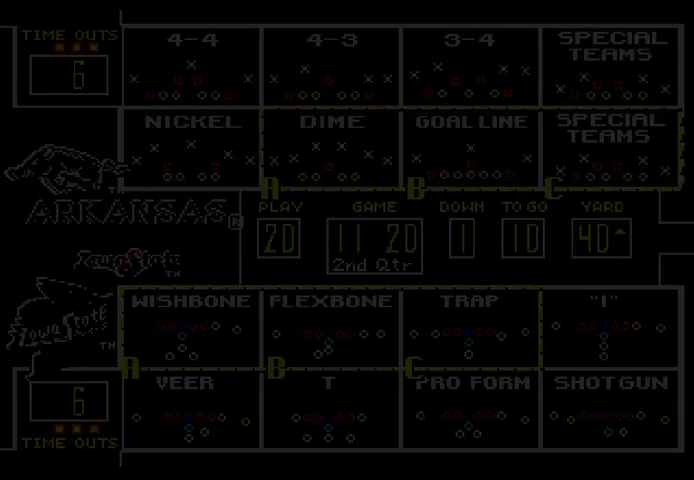 TIME OUTS
6
4-4
4-3
3-4
SPECIAL
TEAMS
NICKEL
DIME
GOAL LINE
SPECIAL
TEAMS
A
B
C
TM
ARKANSAS®
PLAY
GAME
DOWN
TO GO
YARD
20
11 20
1
10
40
2nd Qtr
Iowa State
TM
Iowa State
TM
WISHBONE
FLEXBONE
TRAP
"I"
A
B
C
VEER
T
PRO FORM
SHOTGUN
6
TIME OUTS